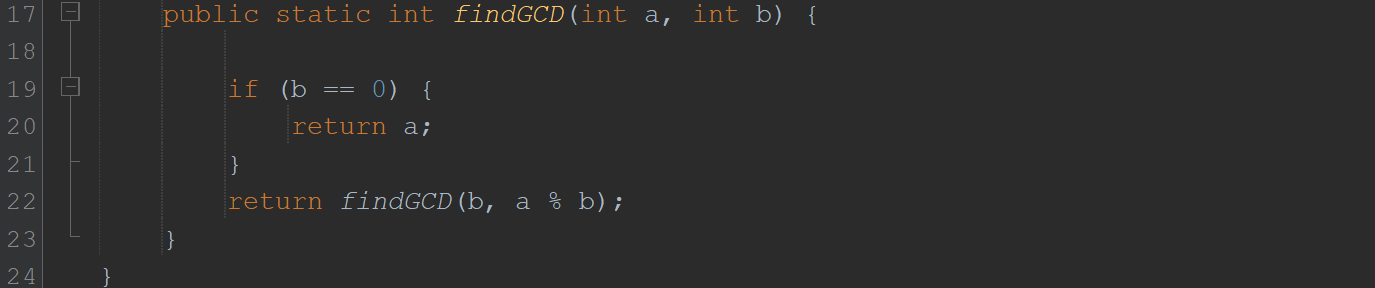 17 public static int findGCD(int a, int b) {
18
19 if (b == 0) {
20 return a;
21 }
22 return findGCD(b, a % b);
23 }
24 }